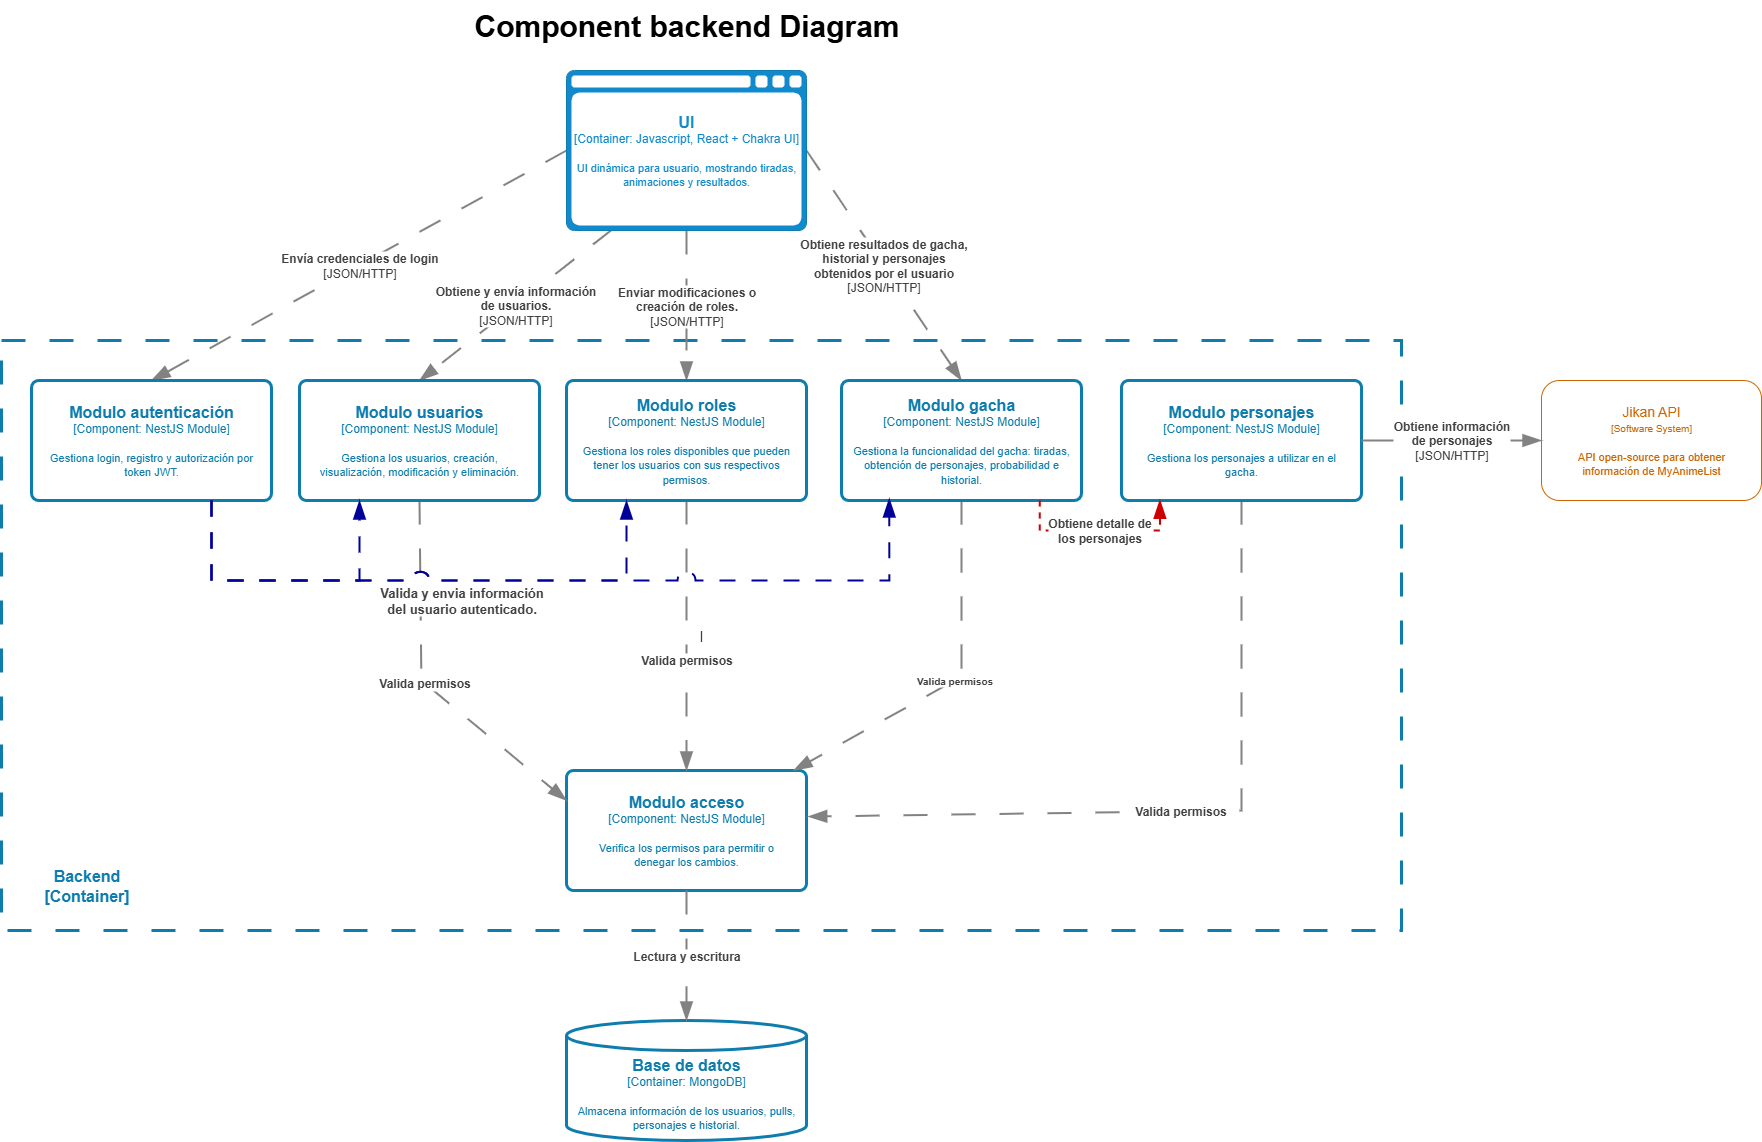 Component backend Diagram
UI
[Container: Javascript, React + Chakra UI]
UI dinámica para usuario, mostrando tiradas,
animaciones y resultados.
Envía credenciales de login
[JSON/HTTP]
Obtiene y envía información
de usuarios.
[JSON/HTTP]
Enviar modificaciones o
creación de roles.
[JSON/HTTP]
Obtiene resultados de gacha,
historial y personajes
obtenidos por el usuario
[JSON/HTTP]
Modulo autenticación
[Component: NestJS Module]
Gestiona login, registro y autorización por
token JWT.
Modulo usuarios
[Component: NestJS Module]
Gestiona los usuarios, creación,
visualización, modificación y eliminación.
Modulo roles
[Component: NestJS Module]
Gestiona los roles disponibles que pueden
tener los usuarios con sus respectivos
permisos.
Modulo gacha
[Component: NestJS Module]
Gestiona la funcionalidad del gacha: tiradas,
obtención de personajes, probabilidad e
historial.
Modulo personajes
[Component: NestJS Module]
Gestiona los personajes a utilizar en el
gacha.
Obtiene información
de personajes
[JSON/HTTP]
Jikan API
[Software System]
API open-source para obtener
información de MyAnimeList
Obtiene detalle de
los personajes
Valida y envia información
del usuario autenticado.
|
Valida permisos
Valida permisos
Valida permisos
Valida permisos
Modulo acceso
[Component: NestJS Module]
Verifica los permisos para permitir o
denegar los cambios.
Backend
[Container]
Lectura y escritura
Base de datos
[Container: MongoDB]
Almacena información de los usuarios, pulls,
personajes e historial.